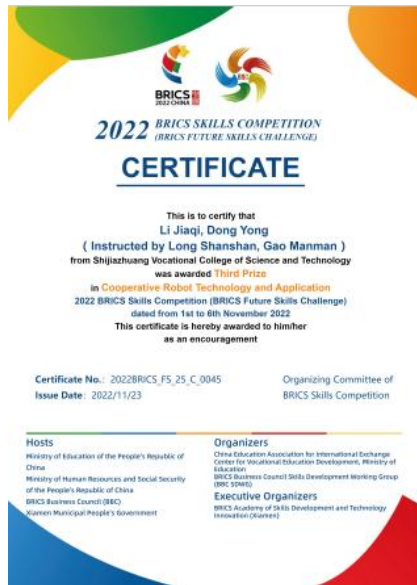 BRICS
2022 CHINA
BBC
2022 BRICS SKILLS COMPETITION
(BRICS FUTURE SKILLS CHALLENGE)
CERTIFICATE
This is to certify that
Li Jiaqi, Dong Yong
( Instructed by Long Shanshan, Gao Manman )
from Shijiazhuang Vocational College of Science and Technology
was awarded Third Prize
in Cooperative Robot Technology and Application
2022 BRICS Skills Competition (BRICS Future Skills Challenge)
dated from 1st to 6th November 2022
This certificate is hereby awarded to him/her
as an encouragement
Certificate No.: 2022BRICS_FS_25_C_0045
Issue Date: 2022/11/23
Organizing Committee of
BRICS Skills Competition
Hosts
Ministry of Education of the People's Republic of
China
Ministry of Human Resources and Social Security
of the People's Republic of China
BRICS Business Council (BBC)
Xiamen Municipal People's Government
Organizers
China Education Association for International Exchange
Center for Vocational Education Development, Ministry of
Education
BRICS Business Council Skills Development Working Group
(BBC SDWG)
Executive Organizers
BRICS Academy of Skills Development and Technology
Innovation (Xiamen)